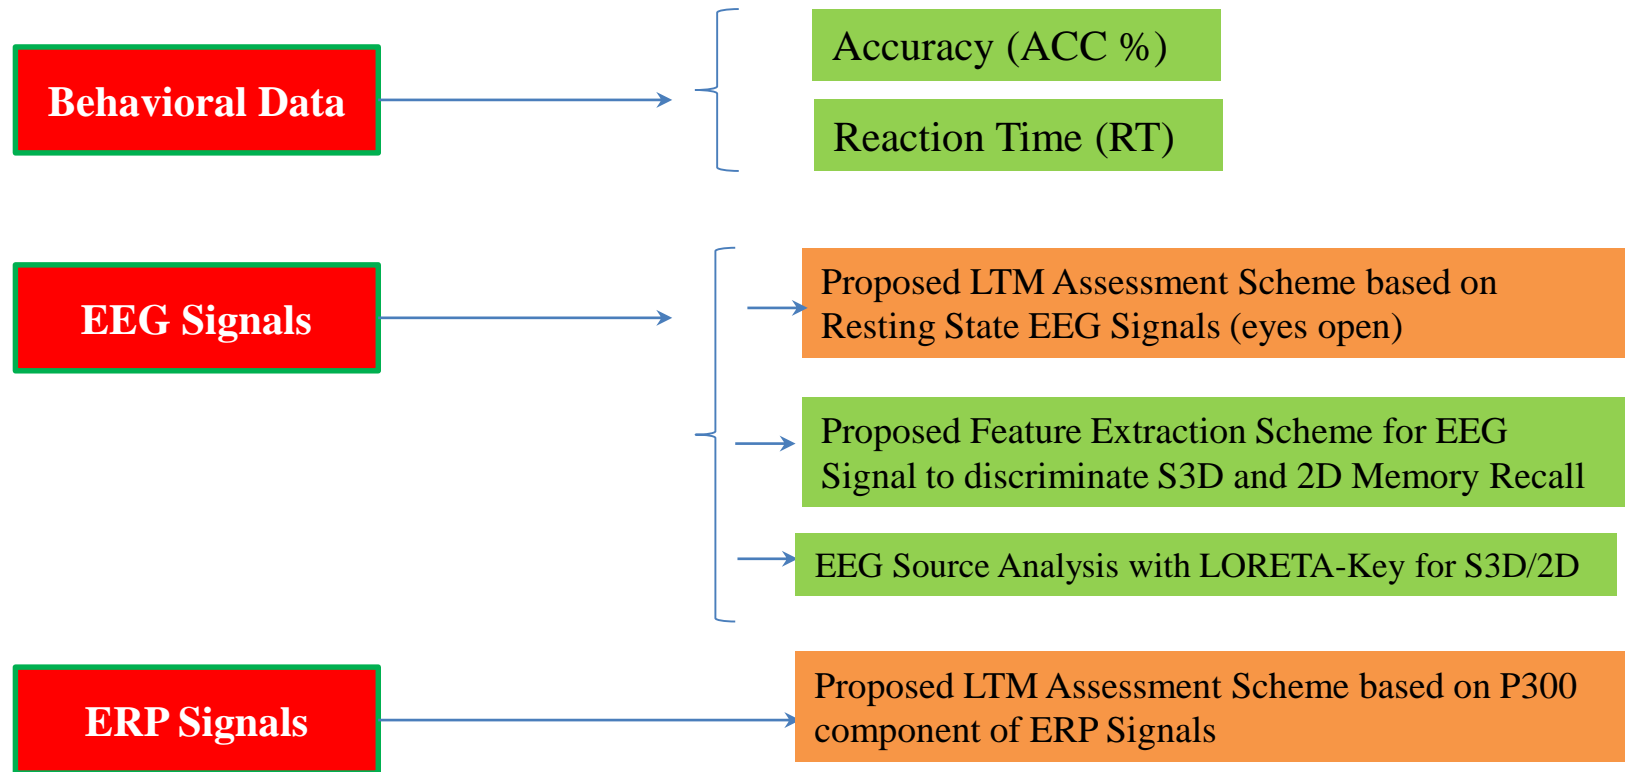 Behavioral Data
Accuracy (ACC %)
Reaction Time (RT)
EEG Signals
Proposed LTM Assessment Scheme based on
Resting State EEG Signals (eyes open)
Proposed Feature Extraction Scheme for EEG
Signal to discriminate S3D and 2D Memory Recall
EEG Source Analysis with LORETA-Key for S3D/2D
ERP Signals
Proposed LTM Assessment Scheme based on P300
component of ERP Signals